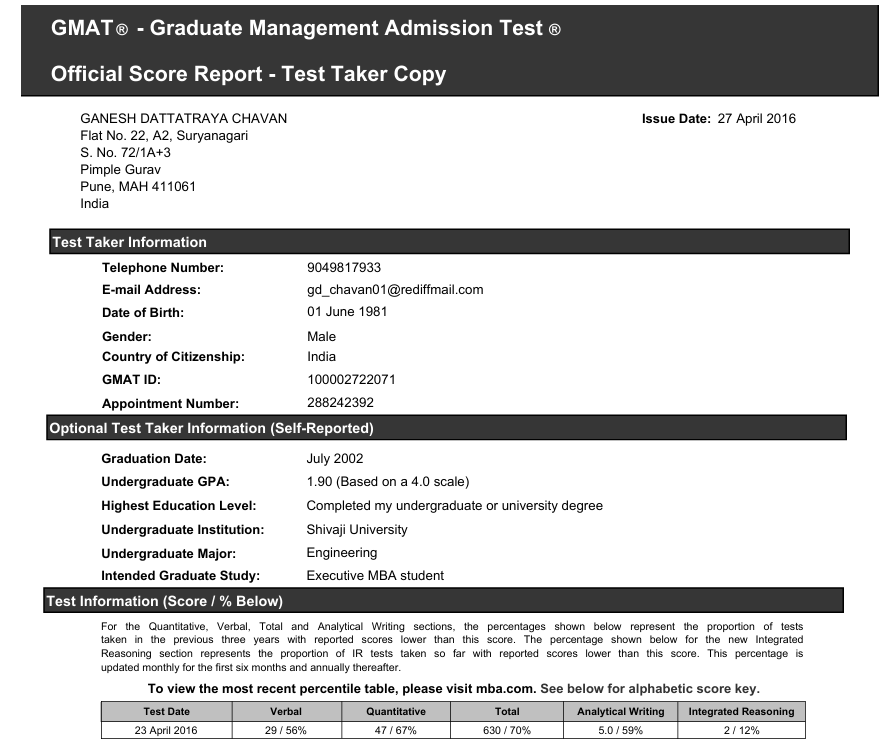 GMAT ® - Graduate Management Admission Test ®
Official Score Report - Test Taker Copy
GANESH DATTATRAYA CHAVAN
Issue Date: 27 April 2016
Flat No. 22, A2, Suryanagari
S. No. 72/1A+3
Pimple Gurav
Pune, MAH 411061
India
Test Taker Information
Telephone Number: 9049817933
E-mail Address: gd_chavan01@rediffmail.com
Date of Birth: 01 June 1981
Gender: Male
Country of Citizenship: India
GMAT ID: 100002722071
Appointment Number: 288242392
Optional Test Taker Information (Self-Reported)
Graduation Date: July 2002
Undergraduate GPA: 1.90 (Based on a 4.0 scale)
Highest Education Level: Completed my undergraduate or university degree
Undergraduate Institution: Shivaji University
Undergraduate Major: Engineering
Intended Graduate Study: Executive MBA student
Test Information (Score / % Below)
For the Quantitative, Verbal, Total and Analytical Writing sections, the percentages shown below represent the proportion of tests
taken in the previous three years with reported scores lower than this score. The percentage shown below for the new Integrated
Reasoning section represents the proportion of IR tests taken so far with reported scores lower than this score. This percentage is
updated monthly for the first six months and annually thereafter.
To view the most recent percentile table, please visit mba.com. See below for alphabetic score key.
Test Date Verbal Quantitative Total Analytical Writing Integrated Reasoning
23 April 2016 29 / 56% 47 / 67% 630 / 70% 5.0 / 59% 2 / 12%